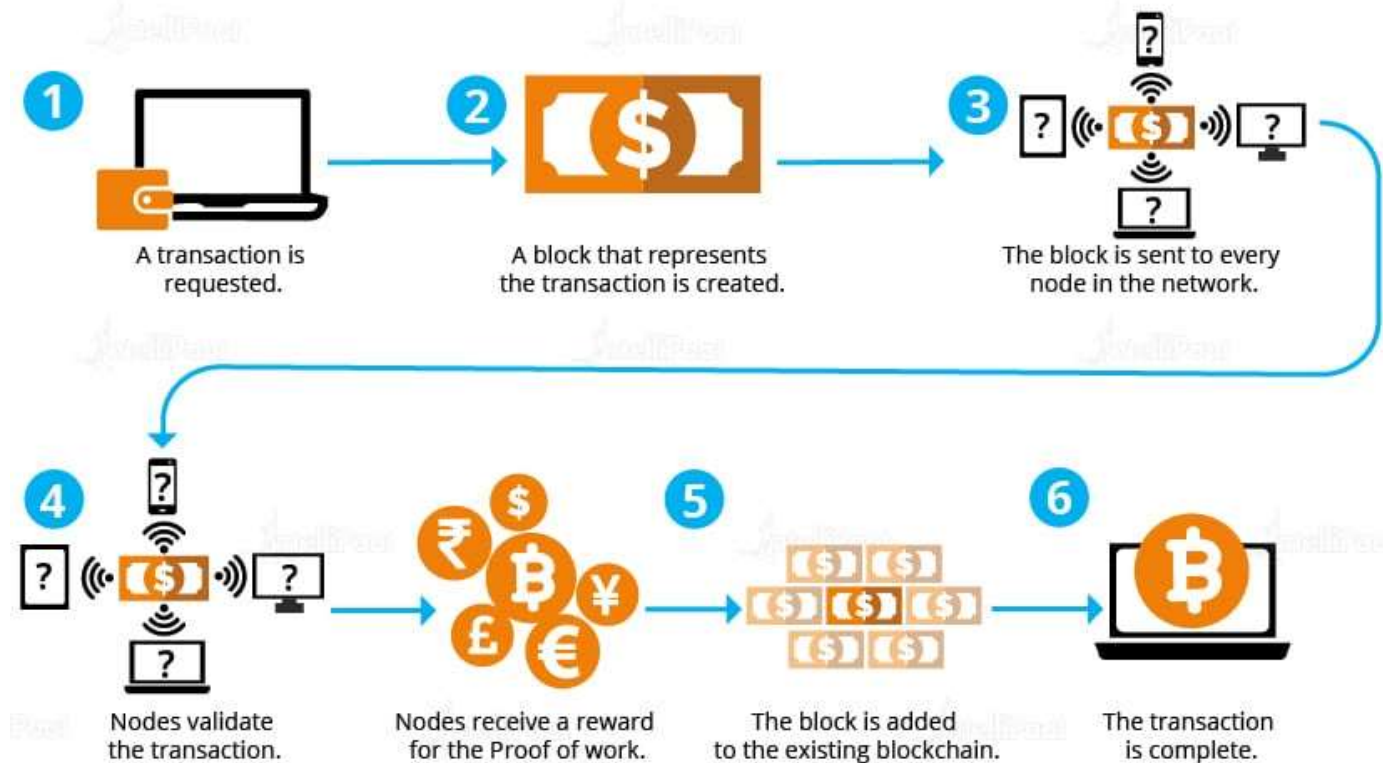 1
A transaction is
requested.
2
$
A block that represents
the transaction is created.
3
?
? $ ?
?
The block is sent to every
node in the network.
4
?
? $ ?
?
Nodes validate
the transaction.
$
₹
₿
¥
£
€
Nodes receive a reward
for the Proof of work.
5
$ $
$ $ $
$ $
The block is added
to the existing blockchain.
6
₿
The transaction
is complete.